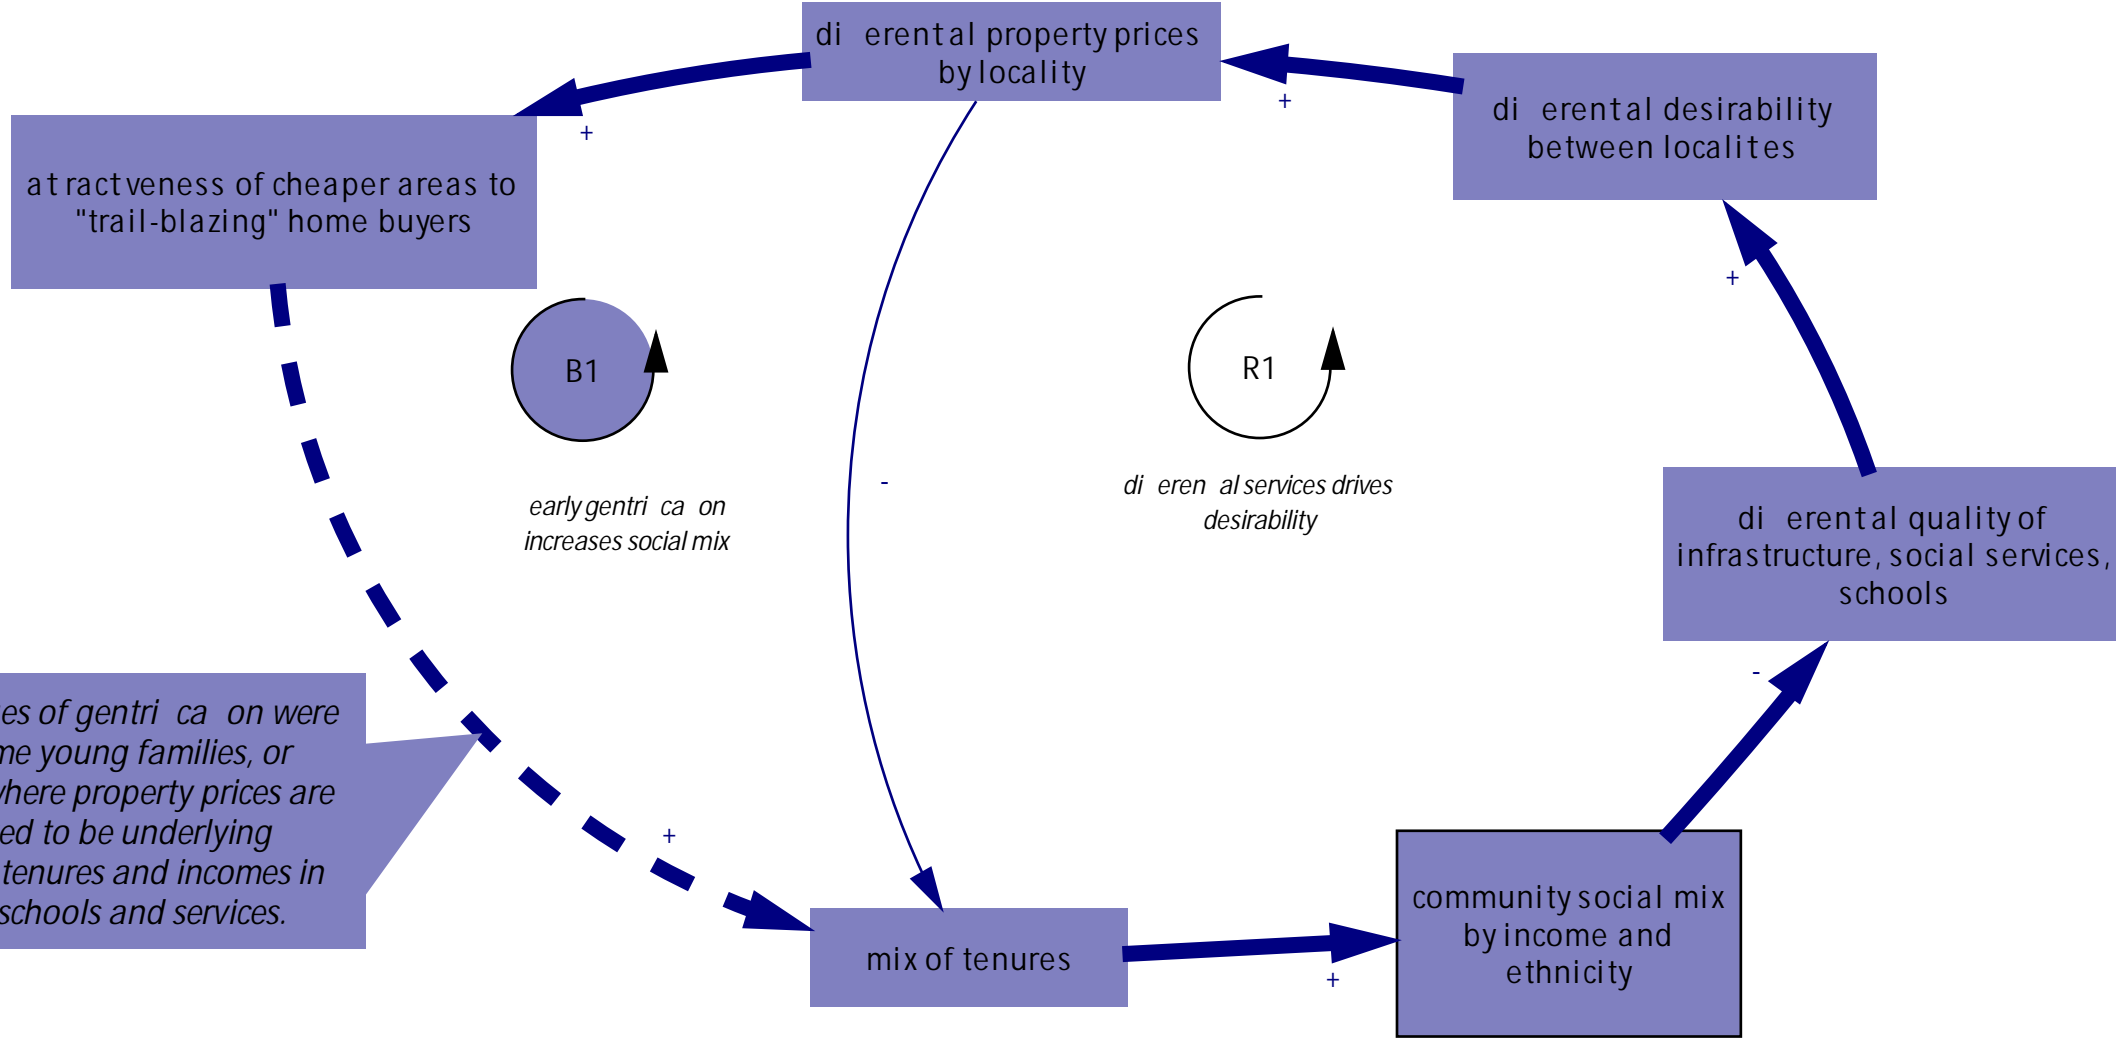 di erental property prices
by locality
+
+
di erental desirability
between localites
at ractveness of cheaper areas to
"trail-blazing" home buyers
+
B1
R1
early gentri ca on
increases social mix
-
di eren al services drives
desirability
di erental quality of
infrastructure, social services,
schools
-
es of gentri ca on were
me young families, or
where property prices are
ed to be underlying
tenures and incomes in
schools and services.
+
mix of tenures
+
community social mix
by income and
ethnicity